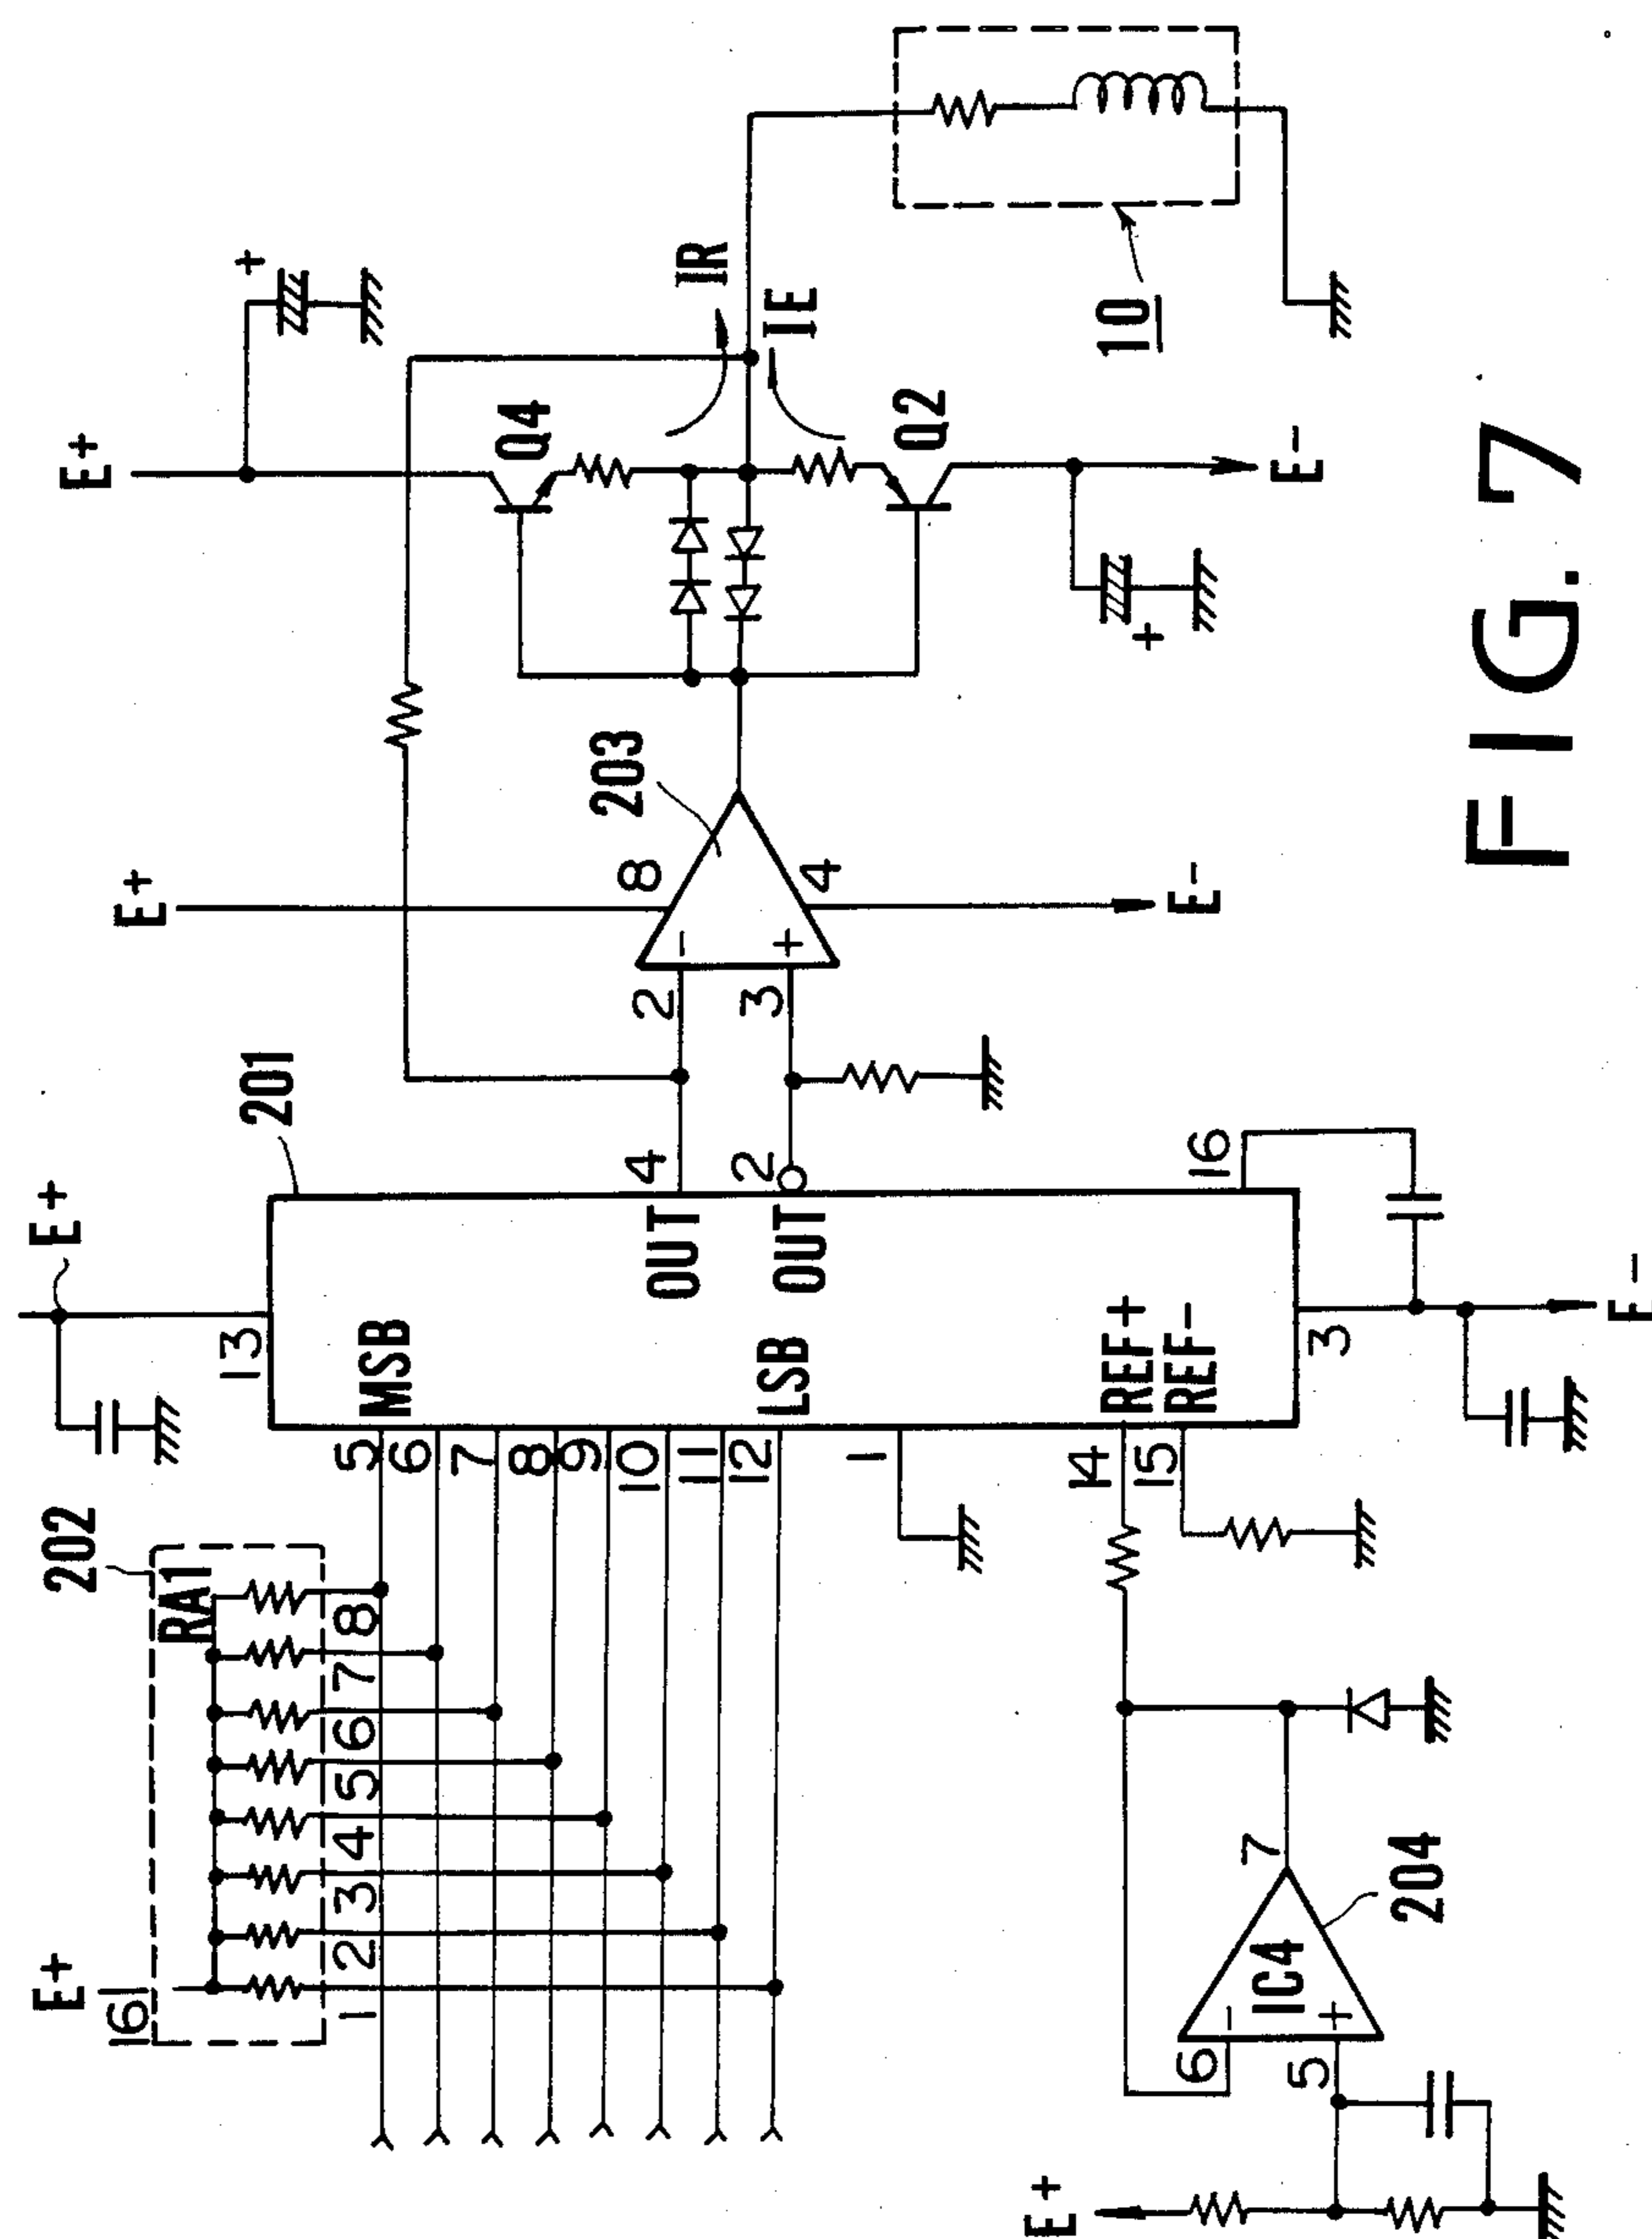 E+
16
202
RA1
1
2
3
4
5
6
7
8
E+
13
201
MSB
5
6
7
8
9
10
11
12
LSB
1
14
15
REF+
REF-
OUT
4
OUT
2
16
3
E-
E+
8
203
2
-
3
+
4
E-
E+
+
Q4
IR
IE
Q2
E-
+
10
E+
6
-
5
+
IC4
7
204
FIG. 7